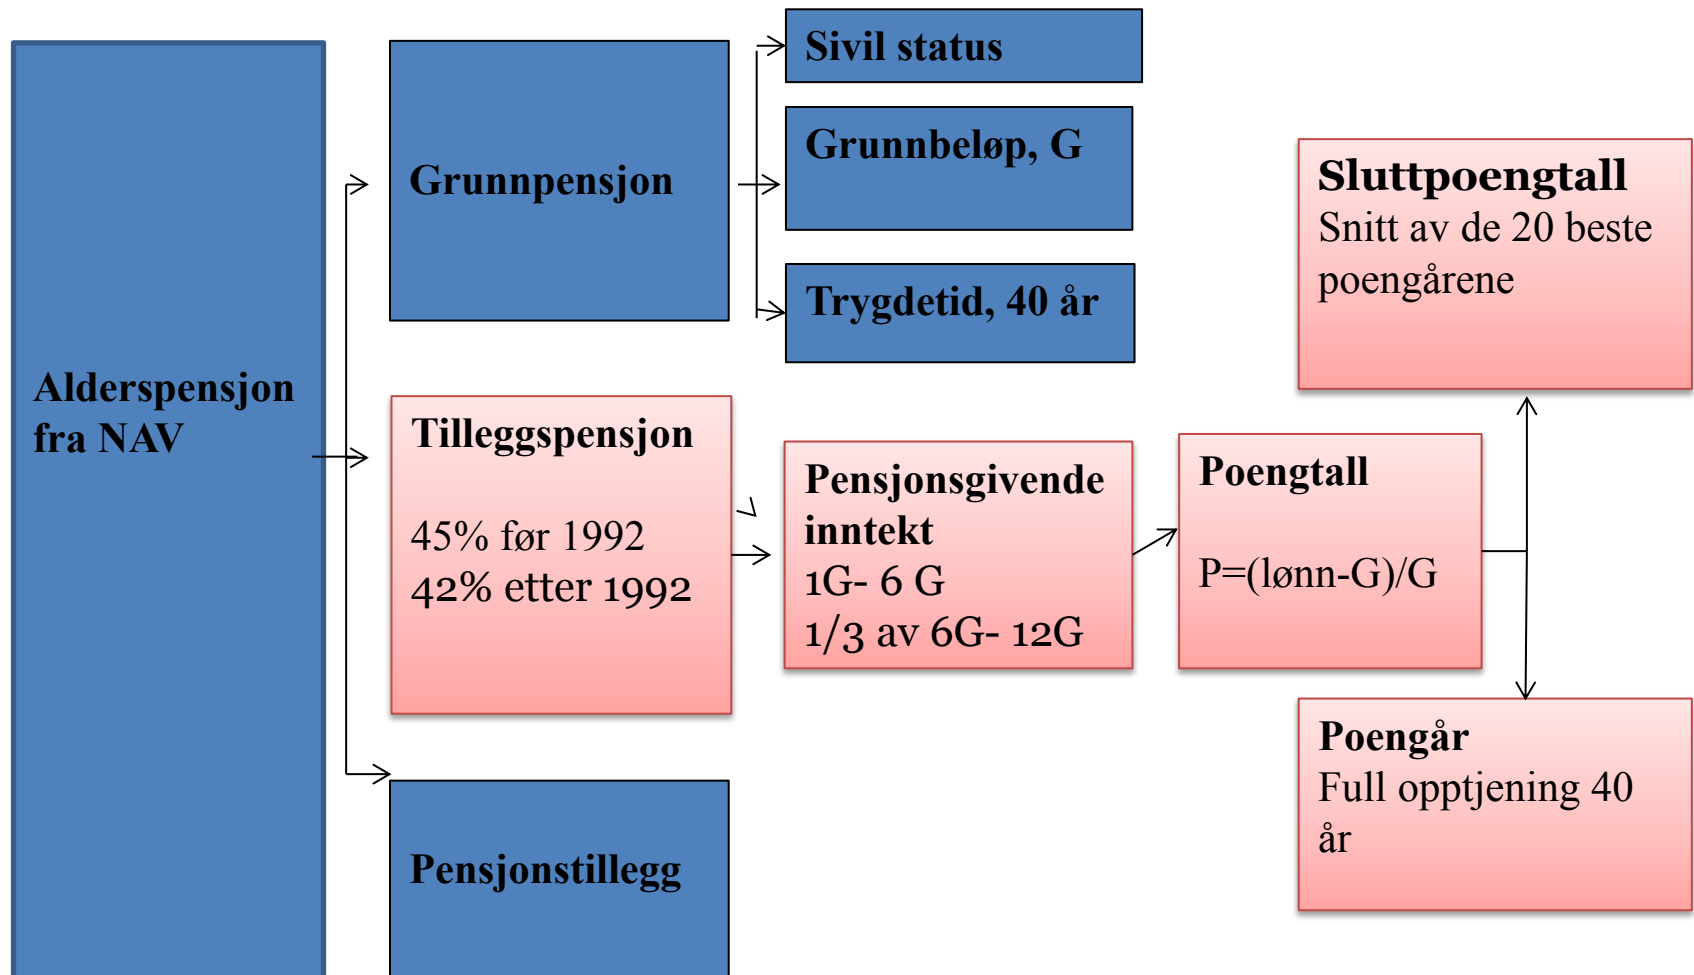 Alderspensjon
fra NAV
Grunnpensjon
Sivil status
Grunnbeløp, G
Trygdetid, 40 år
Tilleggspensjon
45% før 1992
42% etter 1992
Pensjonsgivende
inntekt
1G- 6 G
1/3 av 6G- 12G
Poengtall
P=(lønn-G)/G
Sluttpoengtall
Snitt av de 20 beste
poengårene
Poengår
Full opptjening 40
år
Pensjonstillegg